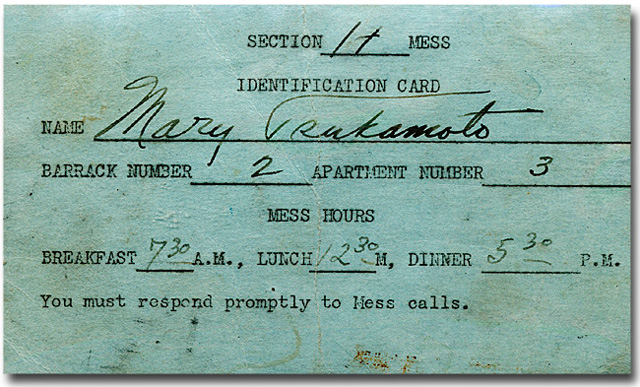 SECTION MESS
IDENTIFICATION CARD
NAME Mary Tsukamoto
BARRACK NUMBER 2 APARTMENT NUMBER 3
MESS HOURS
BREAKFAST 7 30 A.M., LUNCH 12 30 M, DINNER 5 30 P.M.
You must respond promptly to Mess calls.